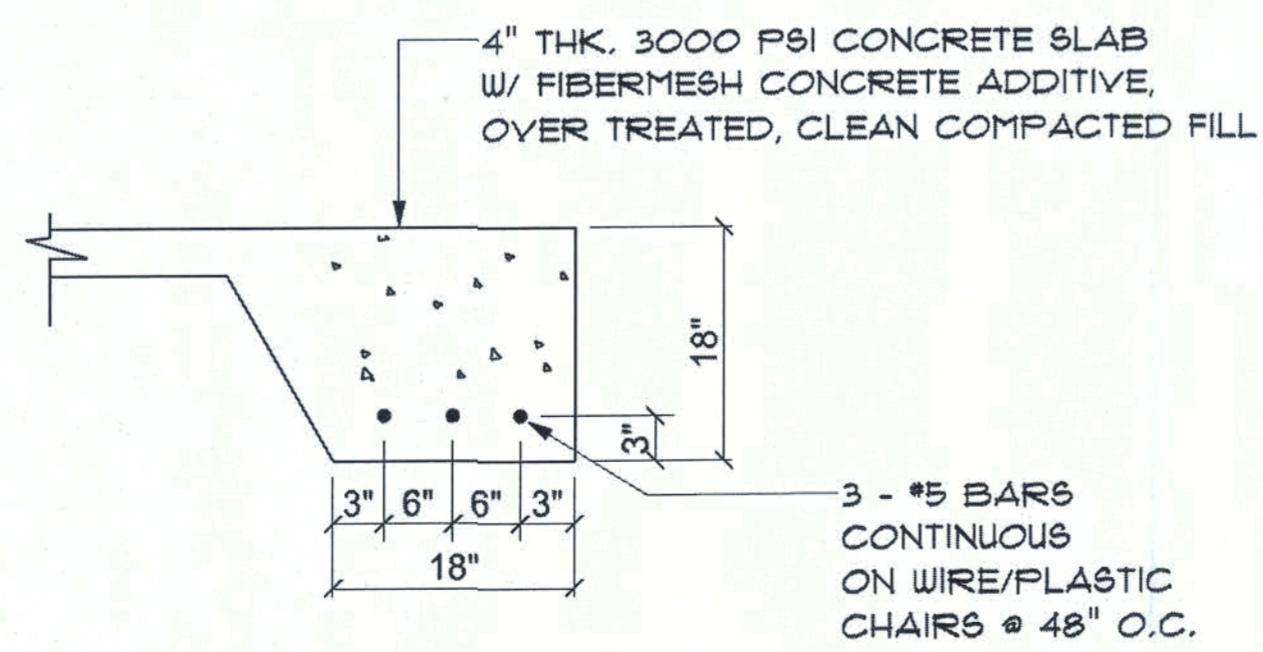 4" THK. 3000 PSI CONCRETE SLAB
W/ FIBERMESH CONCRETE ADDITIVE,
OVER TREATED, CLEAN COMPACTED FILL
18"
3"
3" 6" 6" 3"
18"
3 - #5 BARS
CONTINUOUS
ON WIRE/PLASTIC
CHAIRS @ 48" O.C.